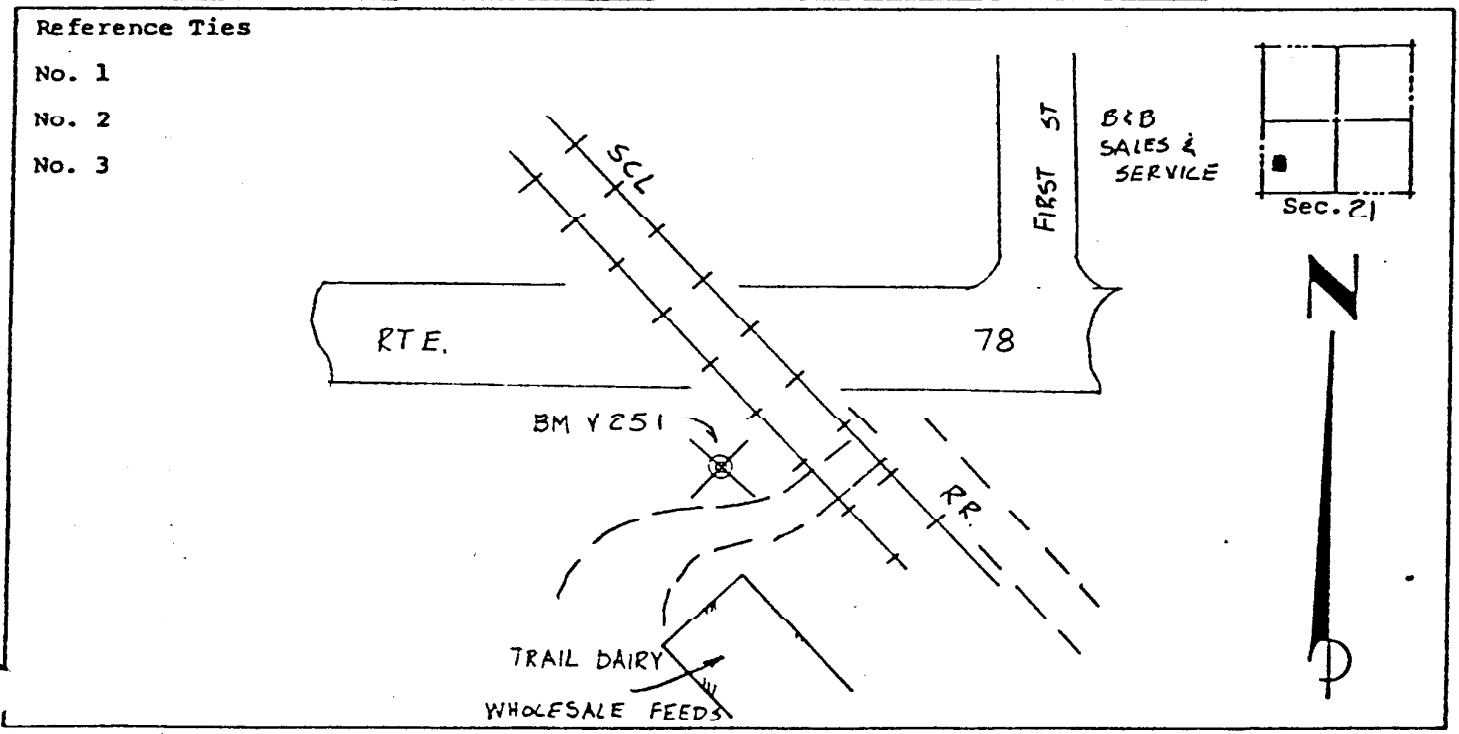 Reference Ties
No. 1
No. 2
No. 3
SCL
FIRST ST
B&B
SALES &
SERVICE
Sec. 21
N
RTE.
78
BM Y 251
RR.
TRAIL DAIRY
WHOLESALE FEEDS